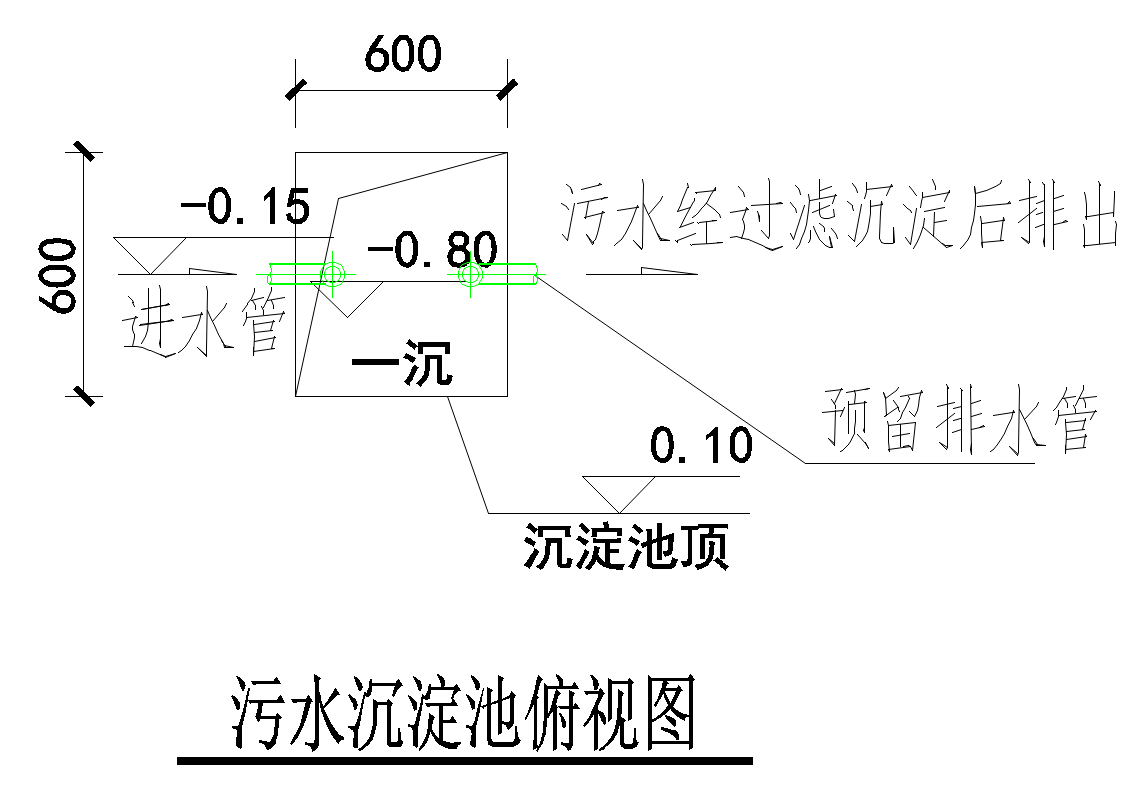 600
600
-0.15
-0.80
污水经过滤沉淀后排出
进水管
一沉
预留排水管
0.10
沉淀池顶
污水沉淀池俯视图